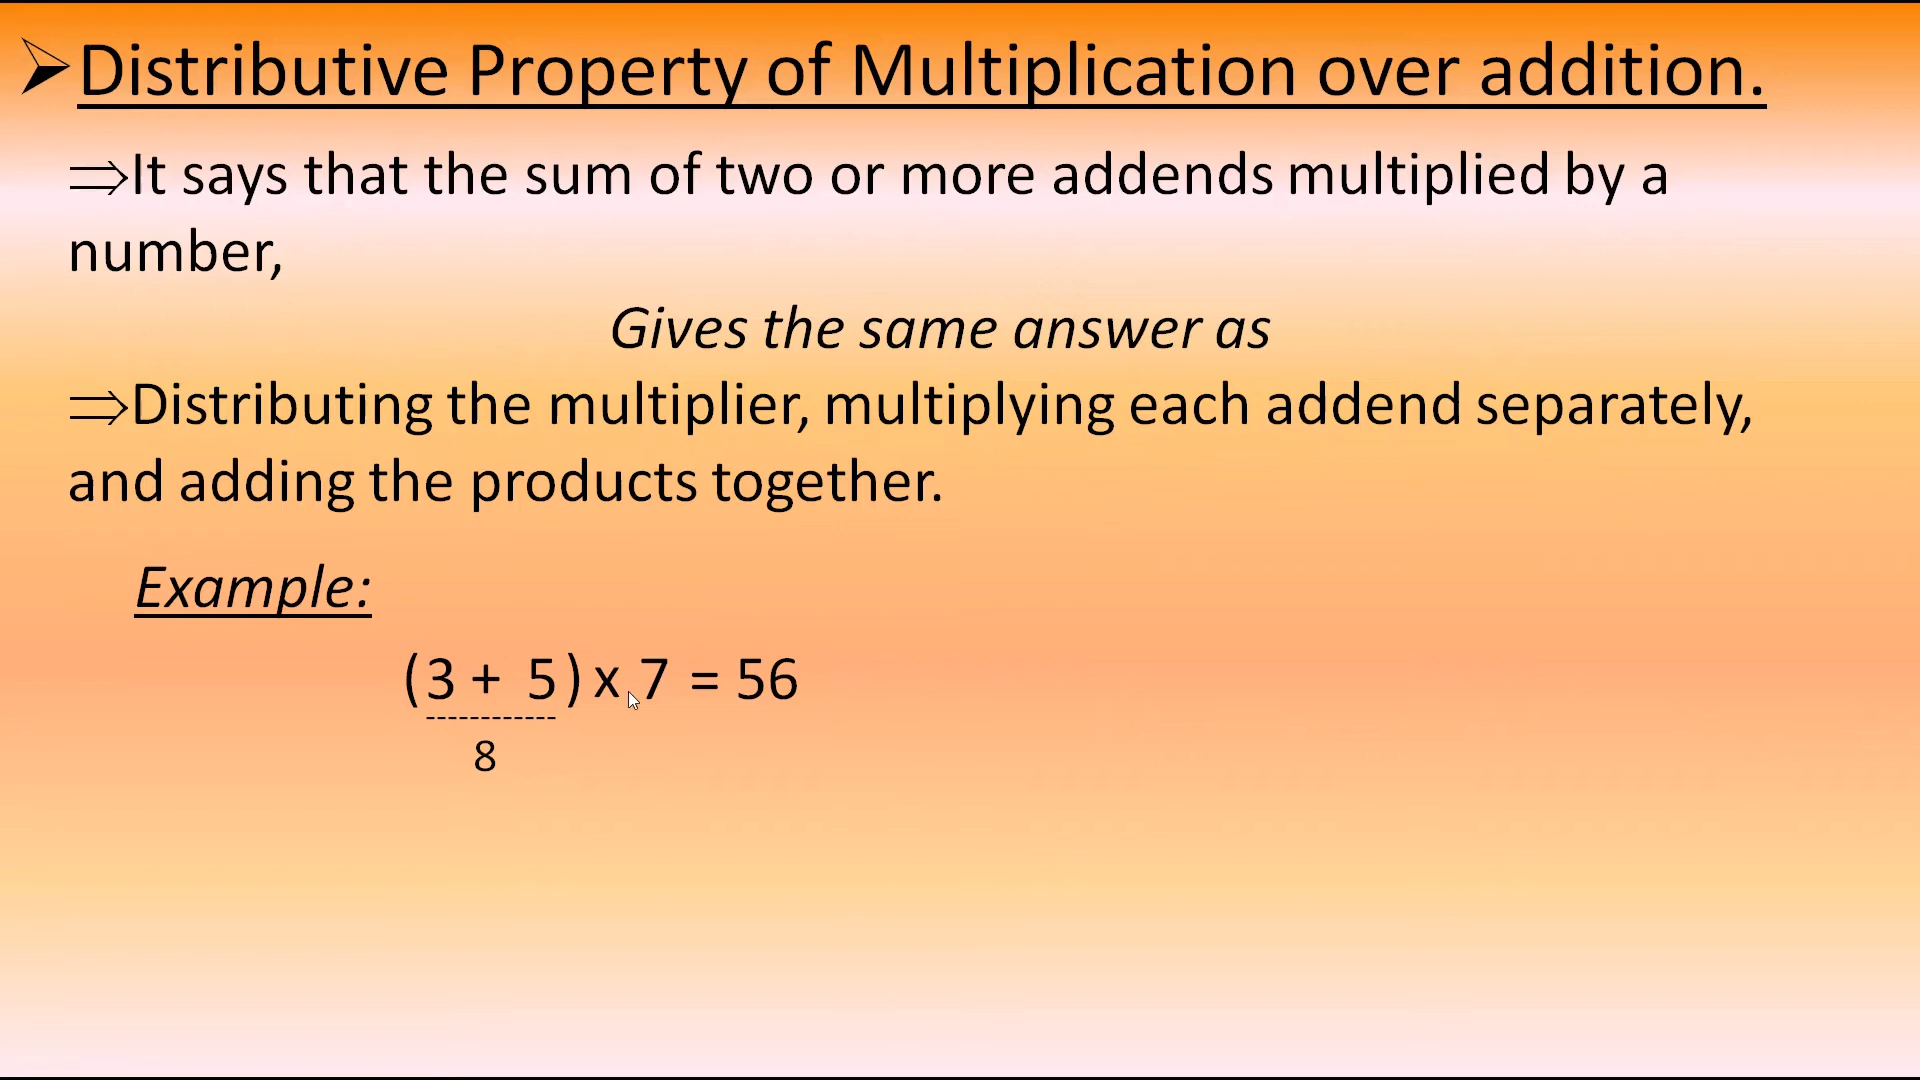 ➢Distributive Property of Multiplication over addition.
⇒It says that the sum of two or more addends multiplied by a
number,
Gives the same answer as
⇒Distributing the multiplier, multiplying each addend separately,
and adding the products together.
Example:
(3 + 5) x 7 = 56
------------
8